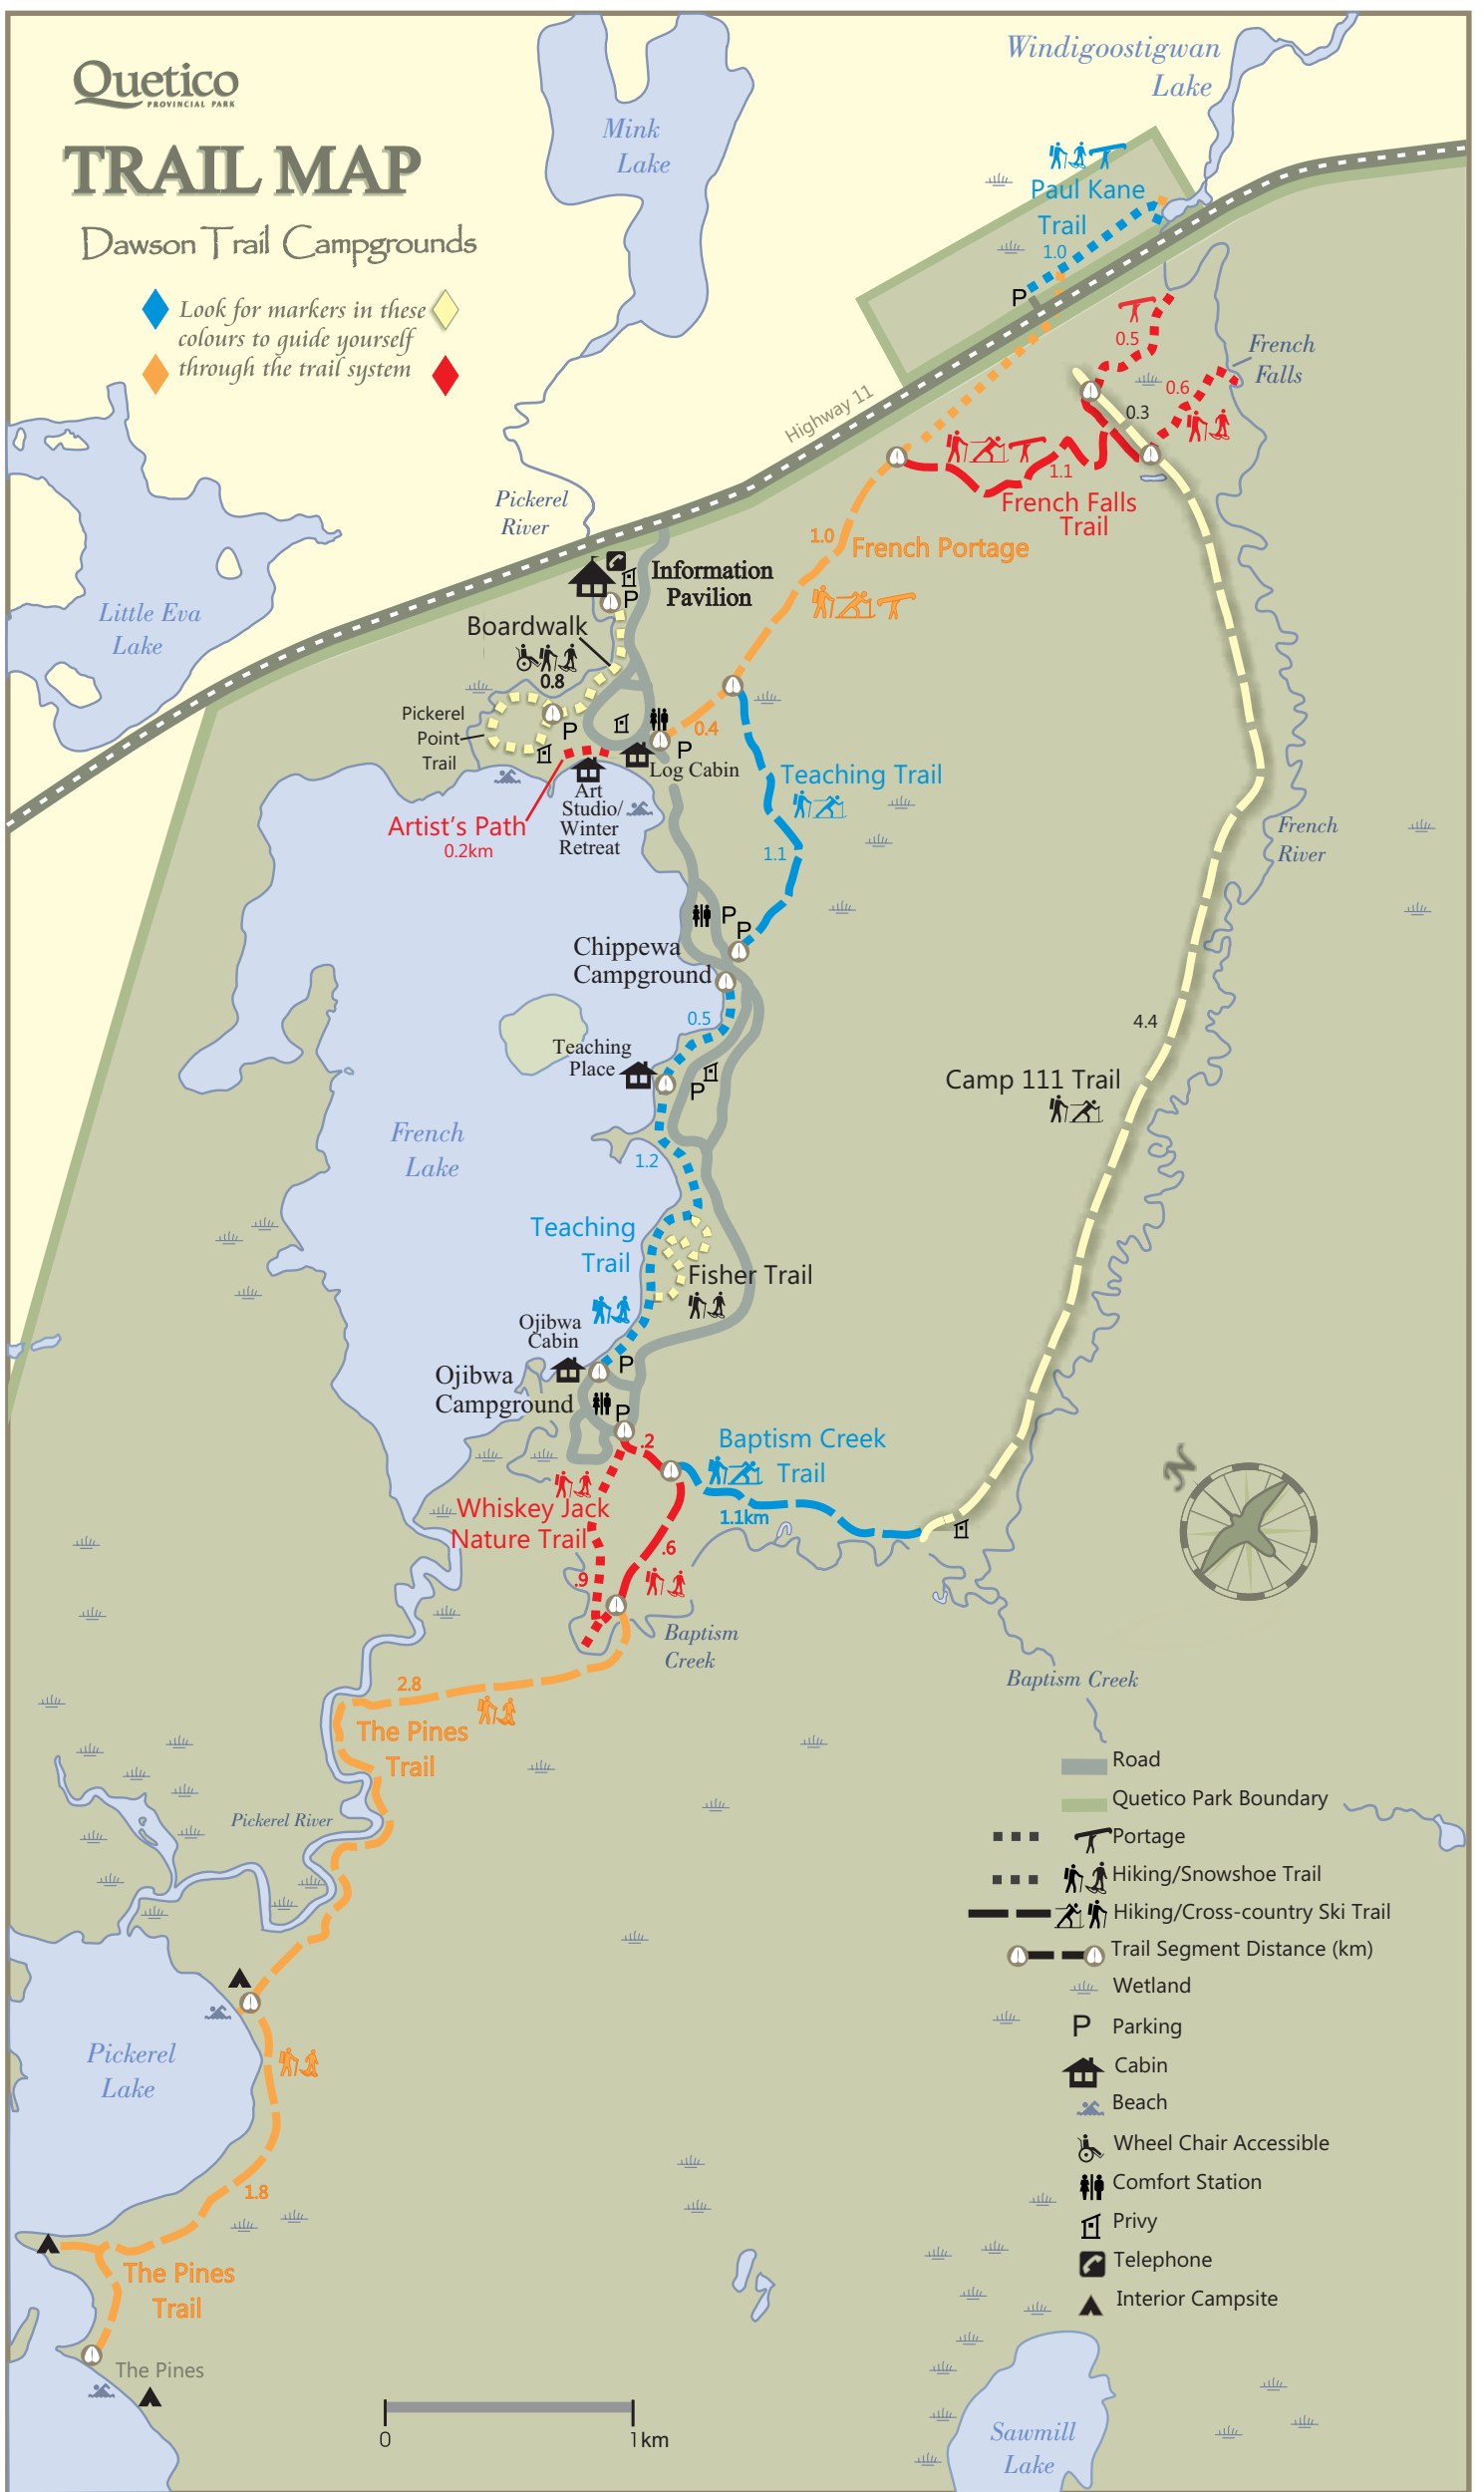 Quetico
PROVINCIAL PARK
TRAIL MAP
Dawson Trail Campgrounds
Look for markers in these
colours to guide yourself
through the trail system
Mink
Lake
Windigoostigwan
Lake
Paul Kane
Trail
1.0
P
0.5
French
Falls
0.6
0.3
Highway 11
1.1
French Falls
Trail
Pickerel
River
1.0
French Portage
Information
Pavilion
P
Little Eva
Lake
Boardwalk
0.8
Pickerel
Point
Trail
P
0.4
P
Log Cabin
Teaching Trail
Art
Studio/
Winter
Retreat
Artist's Path
0.2km
1.1
French
River
P
P
Chippewa
Campground
0.5
4.4
Teaching
Place
P
Camp 111 Trail
French
Lake
1.2
Teaching
Trail
Fisher Trail
Ojibwa
Cabin
P
Ojibwa
Campground
P
.2
Baptism Creek
Trail
1.1km
Whiskey Jack
Nature Trail
.6
.9
N
Baptism
Creek
Baptism Creek
2.8
The Pines
Trail
Pickerel River
Road
Quetico Park Boundary
Portage
Hiking/Snowshoe Trail
Hiking/Cross-country Ski Trail
Trail Segment Distance (km)
Wetland
P Parking
Cabin
Beach
Wheel Chair Accessible
Comfort Station
Privy
Telephone
Interior Campsite
Pickerel
Lake
1.8
The Pines
Trail
The Pines
0 1km
Sawmill
Lake